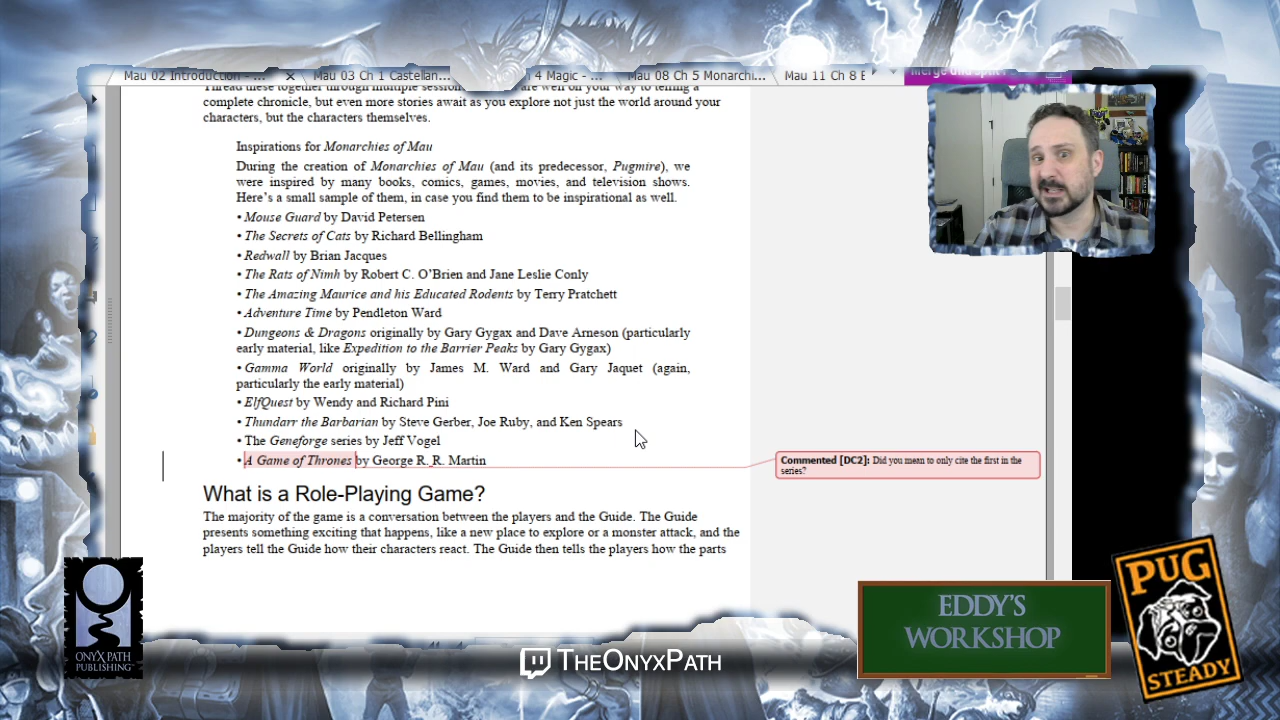 Mau 02 Introduction - ...
Mau 03 Ch 1 Castellan...
4 Magic - ...
Mau 08 Ch 5 Monarchi...
Mau 11 Ch 8 E
Thread these together through multiple are well on your way to telling a
complete chronicle, but even more stories await as you explore not just the world around your
characters, but the characters themselves.
Inspirations for Monarchies of Mau
During the creation of Monarchies of Mau (and its predecessor, Pugmire), we
were inspired by many books, comics, games, movies, and television shows.
Here's a small sample of them, in case you find them to be inspirational as well.
• Mouse Guard by David Petersen
• The Secrets of Cats by Richard Bellingham
• Redwall by Brian Jacques
• The Rats of Nimh by Robert C. O'Brien and Jane Leslie Conly
• The Amazing Maurice and his Educated Rodents by Terry Pratchett
• Adventure Time by Pendleton Ward
• Dungeons & Dragons originally by Gary Gygax and Dave Arneson (particularly
early material, like Expedition to the Barrier Peaks by Gary Gygax)
• Gamma World originally by James M. Ward and Gary Jaquet (again,
particularly the early material)
• ElfQuest by Wendy and Richard Pini
• Thundarr the Barbarian by Steve Gerber, Joe Ruby, and Ken Spears
• The Geneforge series by Jeff Vogel
• A Game of Thrones by George R. R. Martin
Commented [DC2]: Did you mean to only cite the first in the
series?
What is a Role-Playing Game?
The majority of the game is a conversation between the players and the Guide. The Guide
presents something exciting that happens, like a new place to explore or a monster attack, and the
players tell the Guide how their characters react. The Guide then tells the players how the parts
ONYX PATH
PUBLISHING™
THEONYXPATH
EDDY'S
WORKSHOP
PUG
STEADY